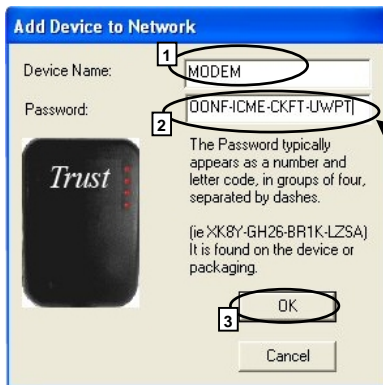 Add Device to Network
1
Device Name: MODEM
Password: OONF-ICME-CKFT-UWPT
2
Trust
The Password typically
appears as a number and
letter code, in groups of four,
separated by dashes.
(ie XK8Y-GH26-BR1K-LZSA)
It is found on the device or
packaging.
OK
3
Cancel